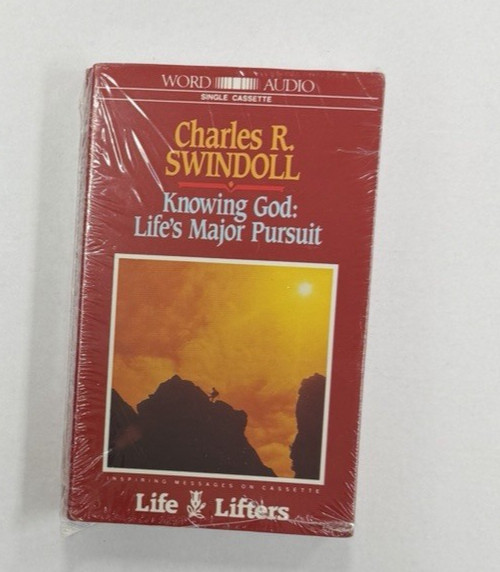 WORD AUDIO
SINGLE CASSETTE
Charles R.
SWINDOLL
Knowing God:
Life's Major Pursuit
INSPIRING MESSAGES ON CASSETTE
Life Lifters